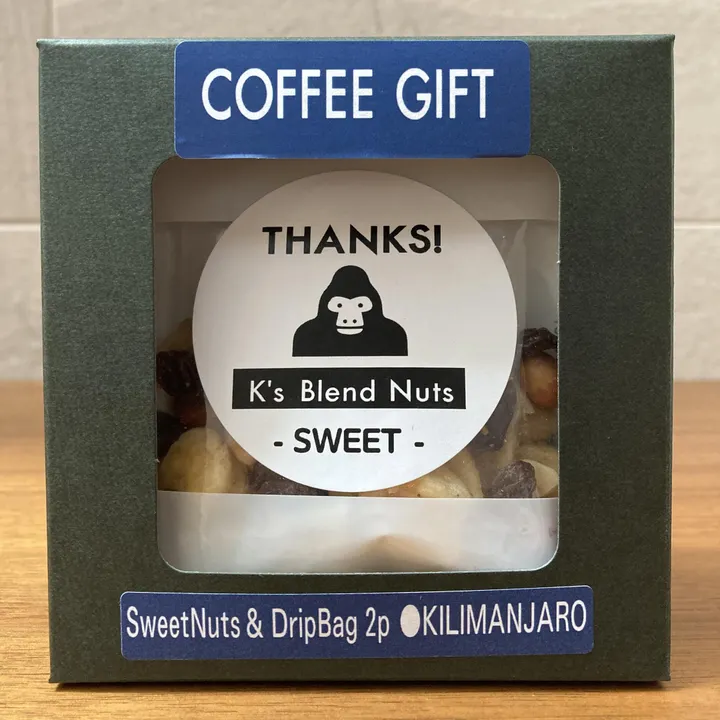 COFFEE GIFT
THANKS!
K's Blend Nuts
- SWEET -
SweetNuts & DripBag 2p ●KILIMANJARO